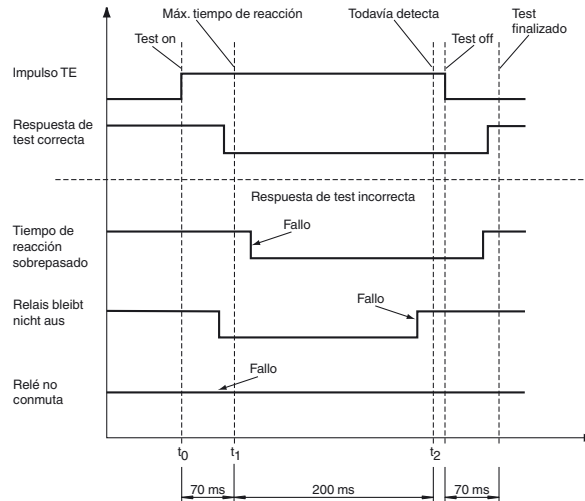 Test on
Máx. tiempo de reacción
Todavía detecta
Test off
Test
finalizado
Impulso TE
Respuesta de
test correcta
Respuesta de test incorrecta
Tiempo de
reacción
sobrepasado
Fallo
Relais bleibt
nicht aus
Fallo
Relé no
conmuta
Fallo
t0
t1
t2
70 ms
200 ms
70 ms